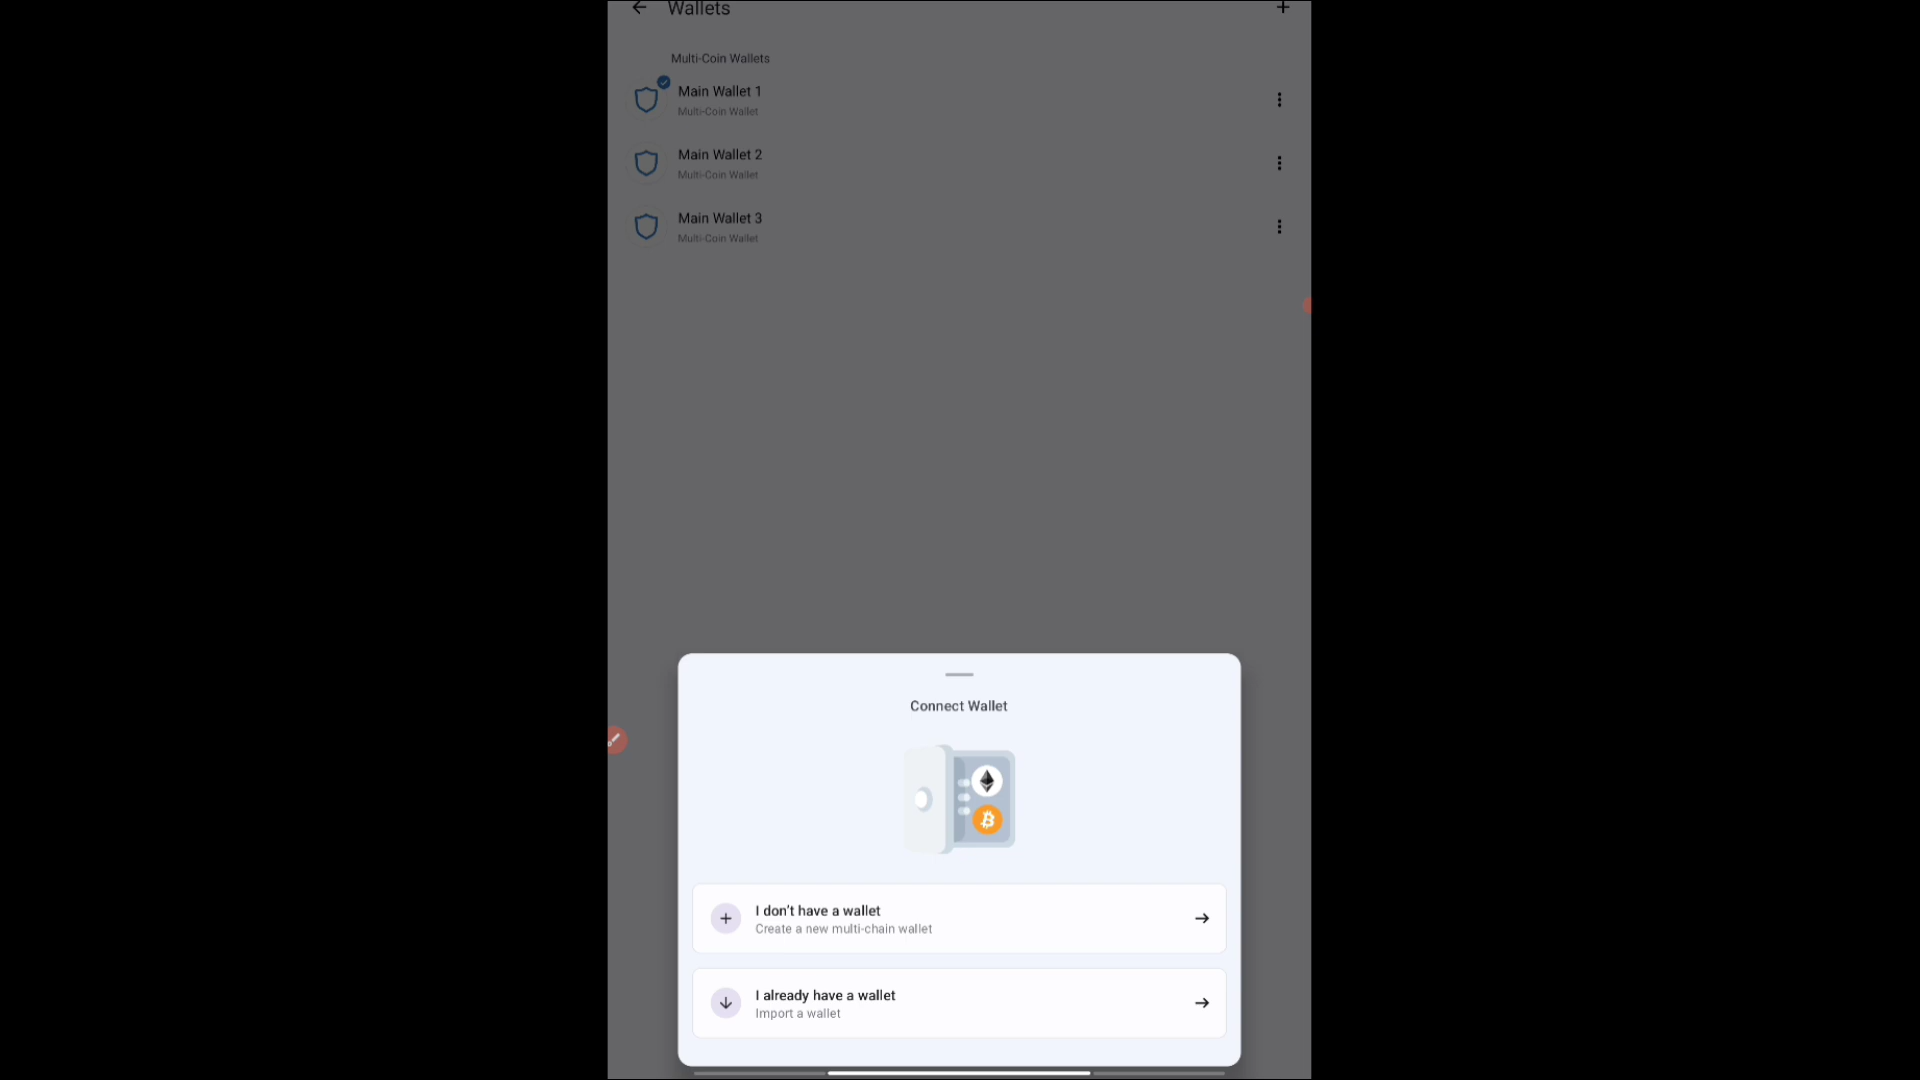 Wallets
Multi-Coin Wallets
Main Wallet 1
Multi-Coin Wallet
Main Wallet 2
Multi-Coin Wallet
Main Wallet 3
Multi-Coin Wallet
Connect Wallet
I don't have a wallet
Create a new multi-chain wallet
I already have a wallet
Import a wallet